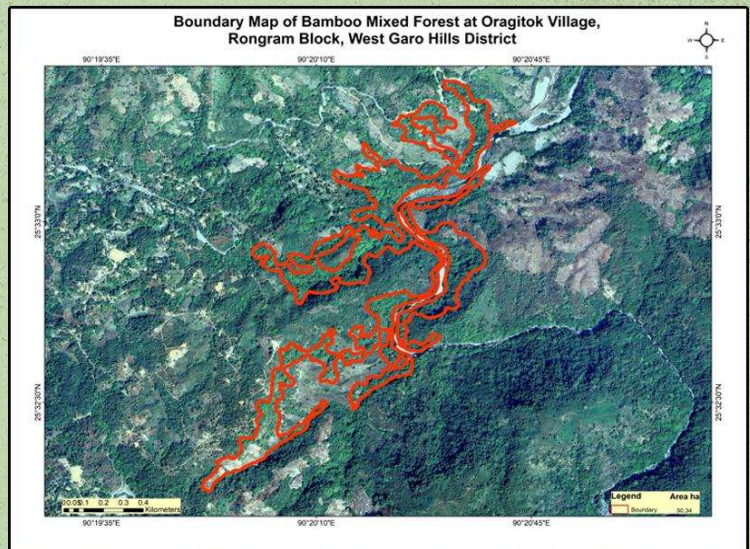 Boundary Map of Bamboo Mixed Forest at Oragitok Village,
Rongram Block, West Garo Hills District
N
S
90°19'35"E 90°20'10"E 90°20'45"E
25°33'0"N 25°33'0"N
25°32'30"N 25°32'30"N
0.1 0.2 0.3 0.4
Kilometers
Legend Area ha
Boundary 50.34
90°19'35"E 90°20'10"E 90°20'45"E